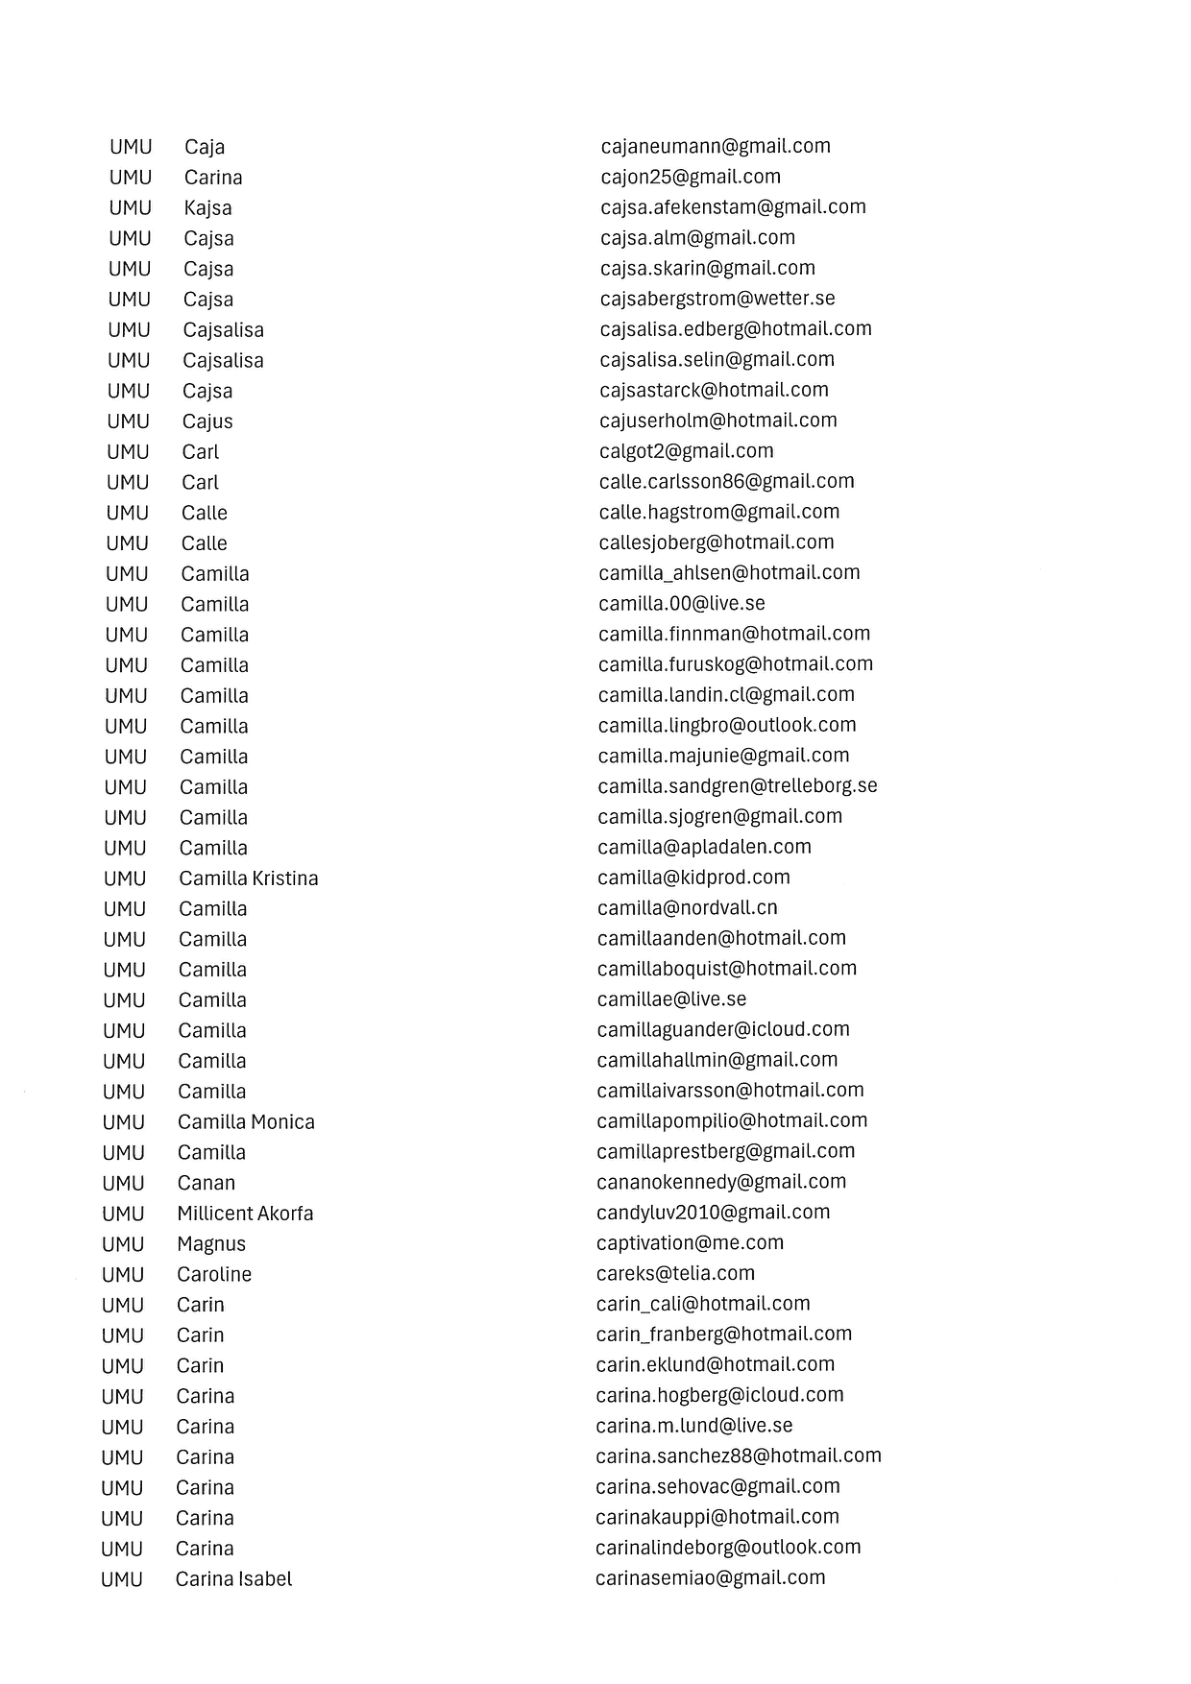 UMU Caja cajaneumann@gmail.com
UMU Carina cajon25@gmail.com
UMU Kajsa cajsa.afekenstam@gmail.com
UMU Cajsa cajsa.alm@gmail.com
UMU Cajsa cajsa.skarin@gmail.com
UMU Cajsa cajsabergstrom@wetter.se
UMU Cajsalisa cajsalisa.edberg@hotmail.com
UMU Cajsalisa cajsalisa.selin@gmail.com
UMU Cajsa cajsastarck@hotmail.com
UMU Cajus cajuserholm@hotmail.com
UMU Carl calgot2@gmail.com
UMU Carl calle.carlsson86@gmail.com
UMU Calle calle.hagstrom@gmail.com
UMU Calle callesjoberg@hotmail.com
UMU Camilla camilla_ahlsen@hotmail.com
UMU Camilla camilla.00@live.se
UMU Camilla camilla.finnman@hotmail.com
UMU Camilla camilla.furuskog@hotmail.com
UMU Camilla camilla.landin.cl@gmail.com
UMU Camilla camilla.lingbro@outlook.com
UMU Camilla camilla.majunie@gmail.com
UMU Camilla camilla.sandgren@trelleborg.se
UMU Camilla camilla.sjogren@gmail.com
UMU Camilla camilla@apladalen.com
UMU Camilla Kristina camilla@kidprod.com
UMU Camilla camilla@nordvall.cn
UMU Camilla camillaanden@hotmail.com
UMU Camilla camillaboquist@hotmail.com
UMU Camilla camillae@live.se
UMU Camilla camillaguander@icloud.com
UMU Camilla camillahallmin@gmail.com
UMU Camilla camillaivarsson@hotmail.com
UMU Camilla Monica camillapompilio@hotmail.com
UMU Camilla camillaprestberg@gmail.com
UMU Canan cananokennedy@gmail.com
UMU Millicent Akorfa candyluv2010@gmail.com
UMU Magnus captivation@me.com
UMU Caroline careks@telia.com
UMU Carin carin_cali@hotmail.com
UMU Carin carin_franberg@hotmail.com
UMU Carin carin.eklund@hotmail.com
UMU Carina carina.hogberg@icloud.com
UMU Carina carina.m.lund@live.se
UMU Carina carina.sanchez88@hotmail.com
UMU Carina carina.sehovac@gmail.com
UMU Carina carinakauppi@hotmail.com
UMU Carina carinalindeborg@outlook.com
UMU Carina Isabel carinasemiao@gmail.com